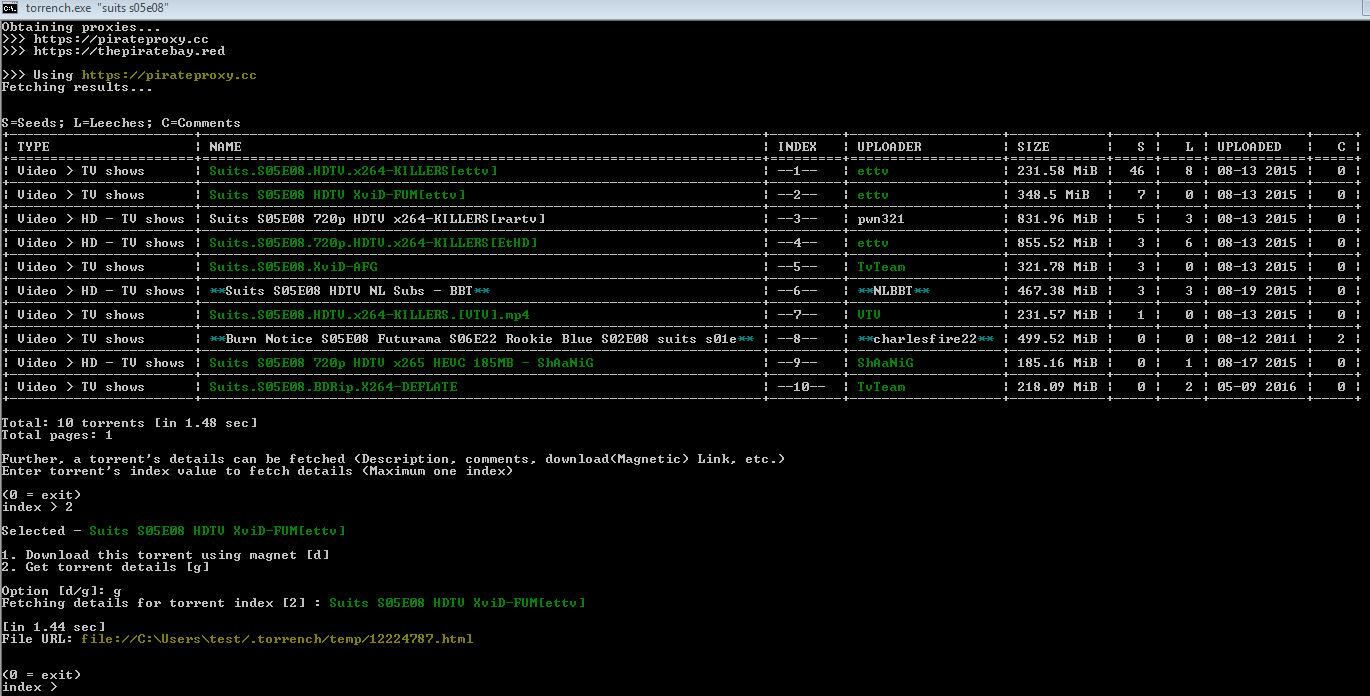 torrench.exe "suits s05e08"
Obtaining proxies...
>>> https://pirateproxy.cc
>>> https://thepiratebay.red
>>> Using https://pirateproxy.cc
Fetching results...
S=Seeds; L=Leeches; C=Comments
TYPE | NAME | INDEX | UPLOADER | SIZE | S | L | UPLOADED | C
Video > TV shows | Suits.S05E08.HDTV.x264-KILLERS[ettv] | --1-- | ettv | 231.58 MiB | 46 | 8 | 08-13 2015 | 0
Video > TV shows | Suits S05E08 HDTV XviD-FUM[ettv] | --2-- | ettv | 348.5 MiB | 7 | 0 | 08-13 2015 | 0
Video > HD - TV shows | Suits S05E08 720p HDTV x264-KILLERS[rartv] | --3-- | pwn321 | 831.96 MiB | 5 | 3 | 08-13 2015 | 0
Video > HD - TV shows | Suits.S05E08.720p.HDTV.x264-KILLERS[EtHD] | --4-- | ettv | 855.52 MiB | 3 | 6 | 08-13 2015 | 0
Video > TV shows | Suits.S05E08.XviD-AFG | --5-- | TvTeam | 321.78 MiB | 3 | 0 | 08-13 2015 | 0
Video > HD - TV shows | **Suits S05E08 HDTV NL Subs - BBT** | --6-- | **NLBBT** | 467.38 MiB | 3 | 3 | 08-19 2015 | 0
Video > TV shows | Suits.S05E08.HDTV.x264-KILLERS.[VTV].mp4 | --7-- | VTV | 231.57 MiB | 1 | 0 | 08-13 2015 | 0
Video > TV shows | **Burn Notice S05E08 Futurama S06E22 Rookie Blue S02E08 suits s01e** | --8-- | **charlesfire22** | 499.52 MiB | 0 | 0 | 08-12 2011 | 2
Video > HD - TV shows | Suits S05E08 720p HDTV x265 HEVC 185MB - ShAaNiG | --9-- | ShAaNiG | 185.16 MiB | 0 | 1 | 08-17 2015 | 0
Video > TV shows | Suits.S05E08.BDRip.X264-DEFLATE | --10-- | TvTeam | 218.09 MiB | 0 | 2 | 05-09 2016 | 0
Total: 10 torrents [in 1.48 sec]
Total pages: 1
Further, a torrent's details can be fetched (Description, comments, download(Magnetic) Link, etc.)
Enter torrent's index value to fetch details (Maximum one index)
(0 = exit)
index > 2
Selected - Suits S05E08 HDTV XviD-FUM[ettv]
1. Download this torrent using magnet [d]
2. Get torrent details [g]
Option [d/g]: g
Fetching details for torrent index [2] : Suits S05E08 HDTV XviD-FUM[ettv]
[in 1.44 sec]
File URL: file://C:\Users\test/.torrench/temp/12224787.html
(0 = exit)
index >